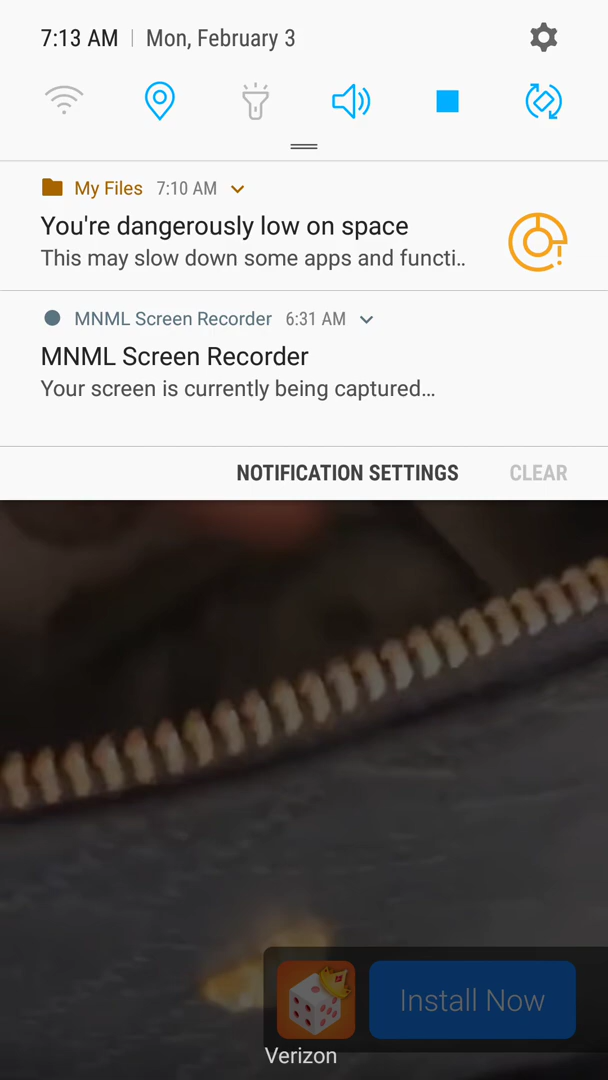 7:13 AM | Mon, February 3
My Files 7:10 AM
You're dangerously low on space
This may slow down some apps and functi..
MNML Screen Recorder 6:31 AM
MNML Screen Recorder
Your screen is currently being captured...
NOTIFICATION SETTINGS CLEAR
Install Now
Verizon